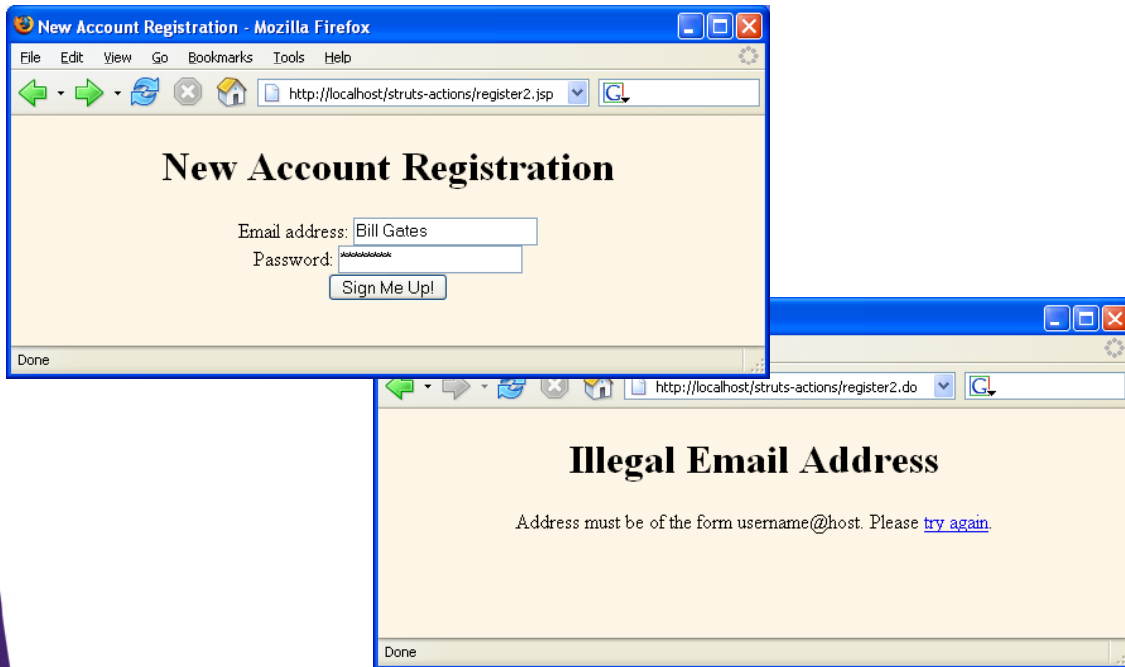 New Account Registration - Mozilla Firefox
File Edit View Go Bookmarks Tools Help
http://localhost/struts-actions/register2.jsp G
New Account Registration
Email address: Bill Gates
Password: *********
Sign Me Up!
Done
http://localhost/struts-actions/register2.do G
Illegal Email Address
Address must be of the form username@host. Please try again.
Done